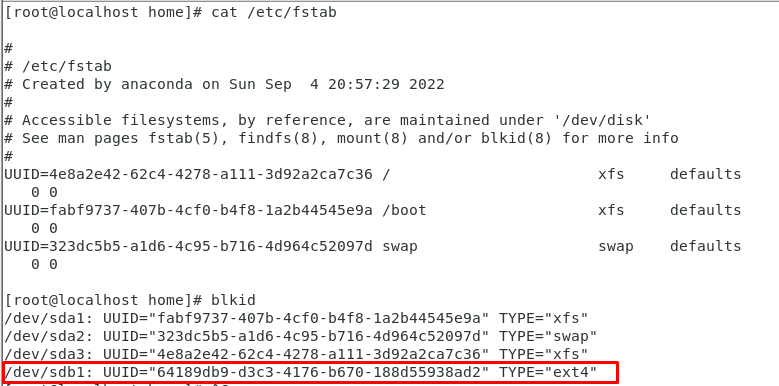 [root@localhost home]# cat /etc/fstab
#
# /etc/fstab
# Created by anaconda on Sun Sep  4 20:57:29 2022
#
# Accessible filesystems, by reference, are maintained under '/dev/disk'
# See man pages fstab(5), findfs(8), mount(8) and/or blkid(8) for more info
#
UUID=4e8a2e42-62c4-4278-a111-3d92a2ca7c36 /                       xfs     defaults
   0 0
UUID=fabf9737-407b-4cf0-b4f8-1a2b44545e9a /boot                   xfs     defaults
   0 0
UUID=323dc5b5-a1d6-4c95-b716-4d964c52097d swap                    swap    defaults
   0 0
[root@localhost home]# blkid
/dev/sda1: UUID="fabf9737-407b-4cf0-b4f8-1a2b44545e9a" TYPE="xfs"
/dev/sda2: UUID="323dc5b5-a1d6-4c95-b716-4d964c52097d" TYPE="swap"
/dev/sda3: UUID="4e8a2e42-62c4-4278-a111-3d92a2ca7c36" TYPE="xfs"
/dev/sdb1: UUID="64189db9-d3c3-4176-b670-188d55938ad2" TYPE="ext4"